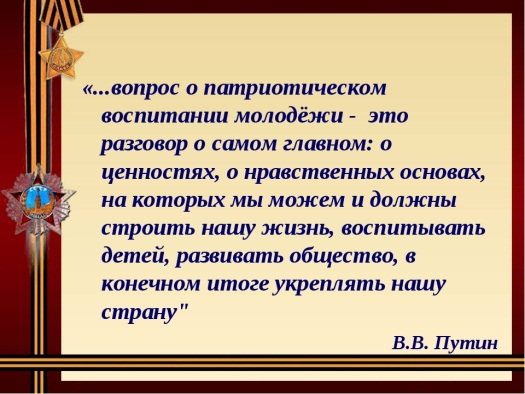 «...вопрос о патриотическом
воспитании молодёжи - это
разговор о самом главном: о
ценностях, о нравственных основах,
на которых мы можем и должны
строить нашу жизнь, воспитывать
детей, развивать общество, в
конечном итоге укреплять нашу
страну"
В.В. Путин